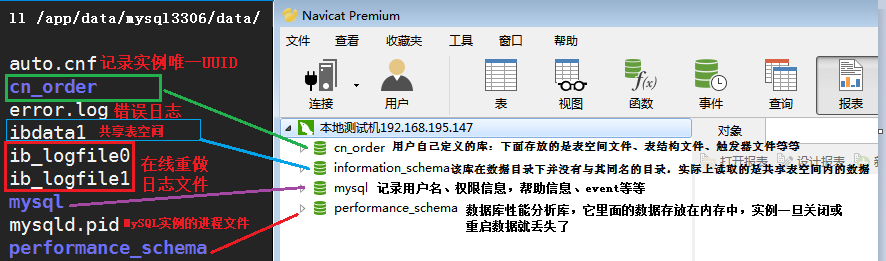 ll /app/data/mysql3306/data/
auto.cnf 记录实例唯一UUID
cn_order
error.log 错误日志
ibdata1 共享表空间
ib_logfile0
ib_logfile1
在线重做
日志文件
mysql
mysqld.pid MySQL实例的进程文件
performance_schema
Navicat Premium
文件 查看 收藏夹 工具 窗口 帮助
连接 用户 表 视图 函数 事件 查询 报表
本地测试机192.168.195.147
对象
cn_order 用户自己定义的库：下面存放的是表空间文件、表结构文件、触发器文件等等
打开报表 设计报表
information_schema 该库在数据目录下并没有与其同名的目录，实际上读取的是共享表空间内的数据
mysql 记录用户名、权限信息，帮助信息、event等等
performance_schema 数据库性能分析库，它里面的数据存放在内存中，实例一旦关闭或
重启数据就丢失了